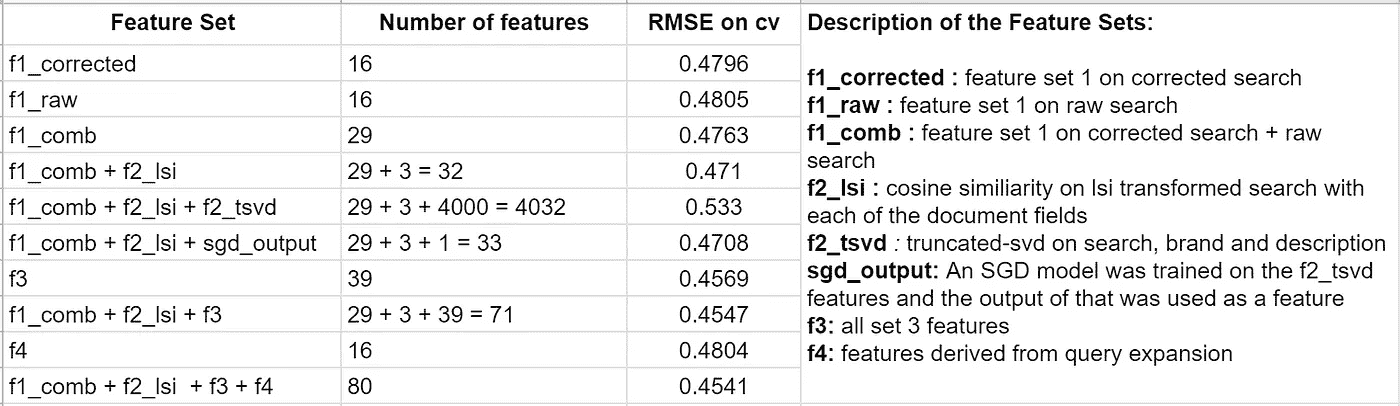 Feature Set Number of features RMSE on cv
f1_corrected 16 0.4796
f1_raw 16 0.4805
f1_comb 29 0.4763
f1_comb + f2_lsi 29 + 3 = 32 0.471
f1_comb + f2_lsi + f2_tsvd 29 + 3 + 4000 = 4032 0.533
f1_comb + f2_lsi + sgd_output 29 + 3 + 1 = 33 0.4708
f3 39 0.4569
f1_comb + f2_lsi + f3 29 + 3 + 39 = 71 0.4547
f4 16 0.4804
f1_comb + f2_lsi + f3 + f4 80 0.4541
Description of the Feature Sets:
f1_corrected : feature set 1 on corrected search
f1_raw : feature set 1 on raw search
f1_comb : feature set 1 on corrected search + raw
search
f2_lsi : cosine similiarity on lsi transformed search with
each of the document fields
f2_tsvd : truncated-svd on search, brand and description
sgd_output: An SGD model was trained on the f2_tsvd
features and the output of that was used as a feature
f3: all set 3 features
f4: features derived from query expansion